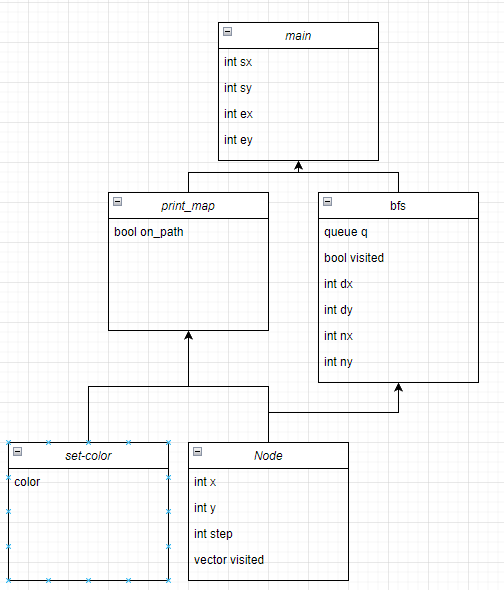 main
int sx
int sy
int ex
int ey
print_map
bool on_path
bfs
queue q
bool visited
int dx
int dy
int nx
int ny
set-color
color
Node
int x
int y
int step
vector visited